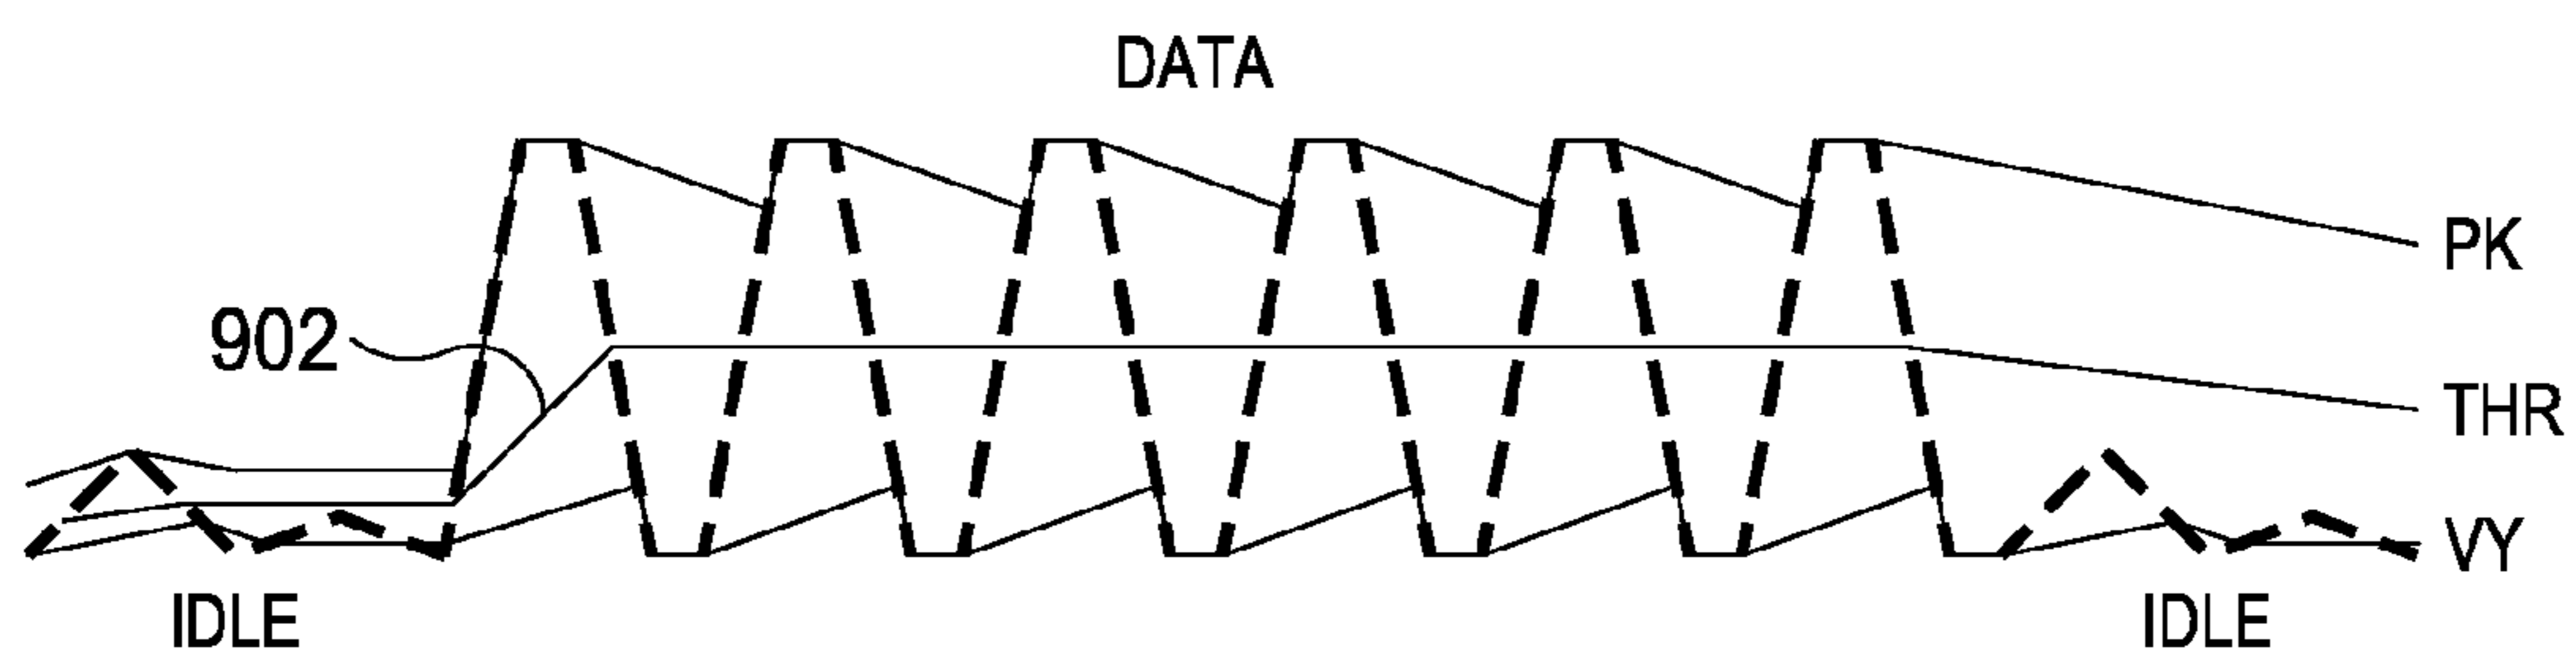 DATA
PK
902
THR
VY
IDLE
IDLE